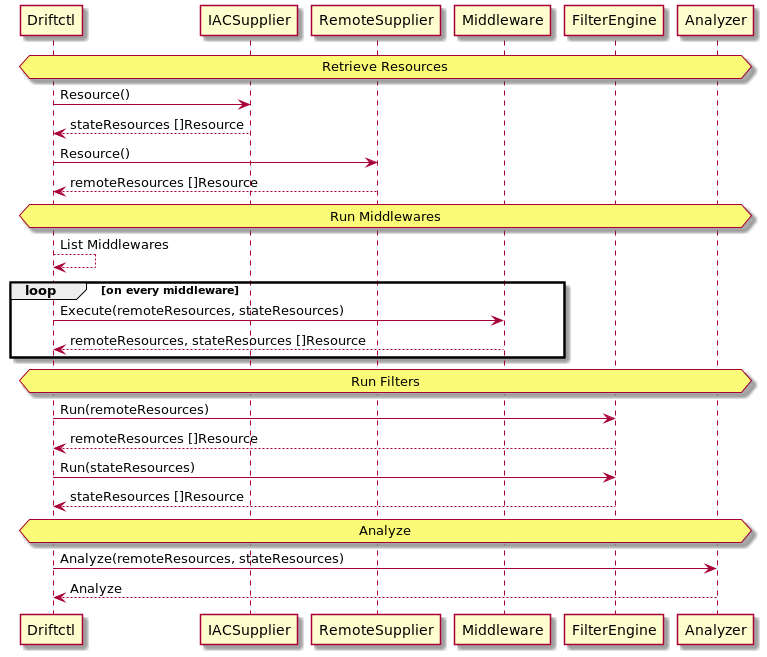 Driftctl IACSupplier RemoteSupplier Middleware FilterEngine Analyzer
Retrieve Resources
Resource()
stateResources []Resource
Resource()
remoteResources []Resource
Run Middlewares
List Middlewares
loop [on every middleware]
Execute(remoteResources, stateResources)
remoteResources, stateResources []Resource
Run Filters
Run(remoteResources)
remoteResources []Resource
Run(stateResources)
stateResources []Resource
Analyze
Analyze(remoteResources, stateResources)
Analyze
Driftctl IACSupplier RemoteSupplier Middleware FilterEngine Analyzer